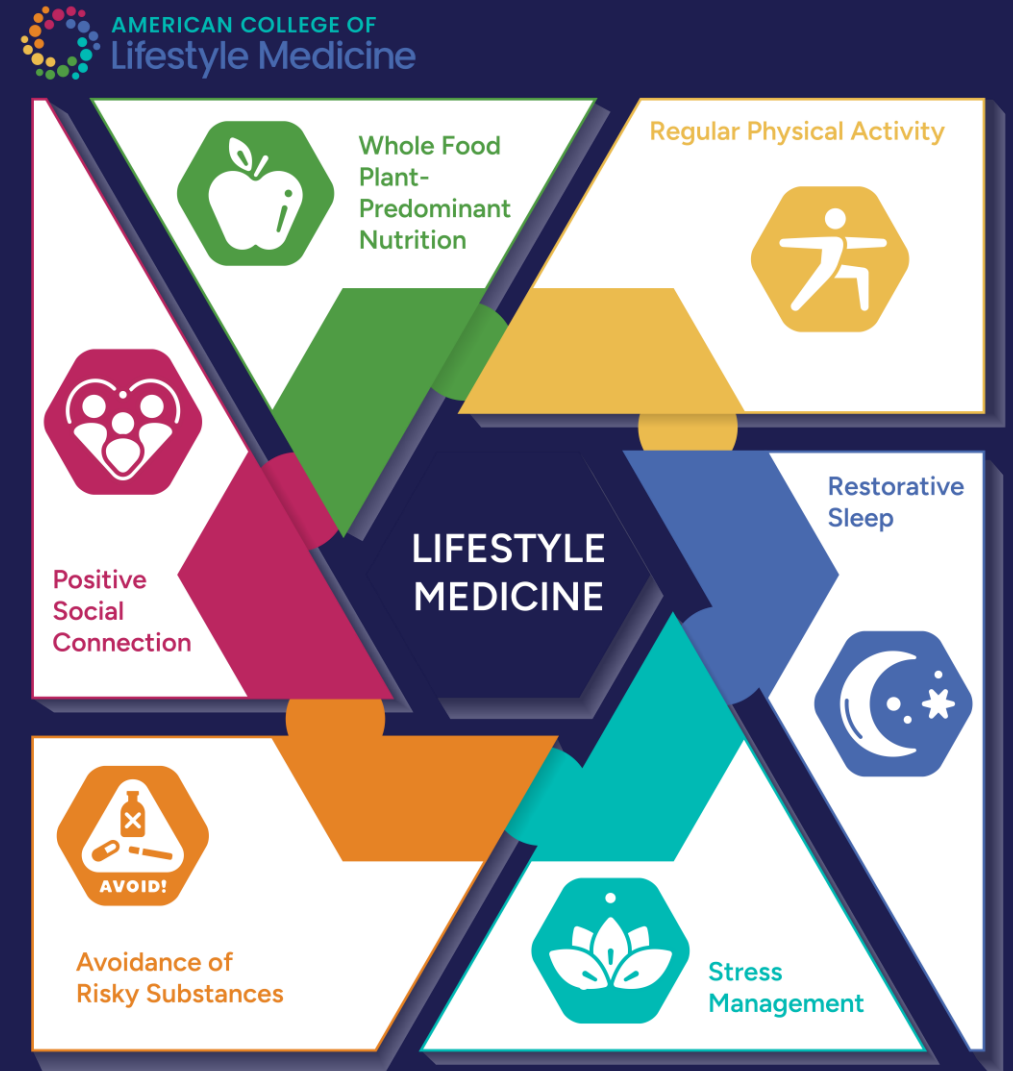 AMERICAN COLLEGE OF
Lifestyle Medicine
Whole Food
Plant-
Predominant
Nutrition
Regular Physical Activity
Restorative
Sleep
LIFESTYLE
MEDICINE
Positive
Social
Connection
AVOID!
Avoidance of
Risky Substances
Stress
Management